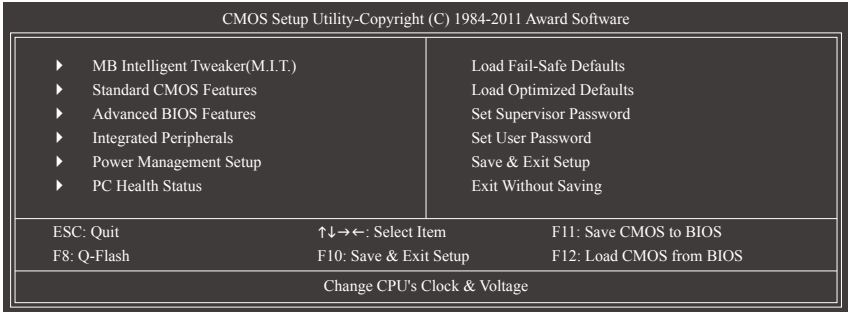 CMOS Setup Utility-Copyright (C) 1984-2011 Award Software
MB Intelligent Tweaker(M.I.T.)
Standard CMOS Features
Advanced BIOS Features
Integrated Peripherals
Power Management Setup
PC Health Status
Load Fail-Safe Defaults
Load Optimized Defaults
Set Supervisor Password
Set User Password
Save & Exit Setup
Exit Without Saving
ESC: Quit
↑↓→←: Select Item
F11: Save CMOS to BIOS
F8: Q-Flash
F10: Save & Exit Setup
F12: Load CMOS from BIOS
Change CPU's Clock & Voltage